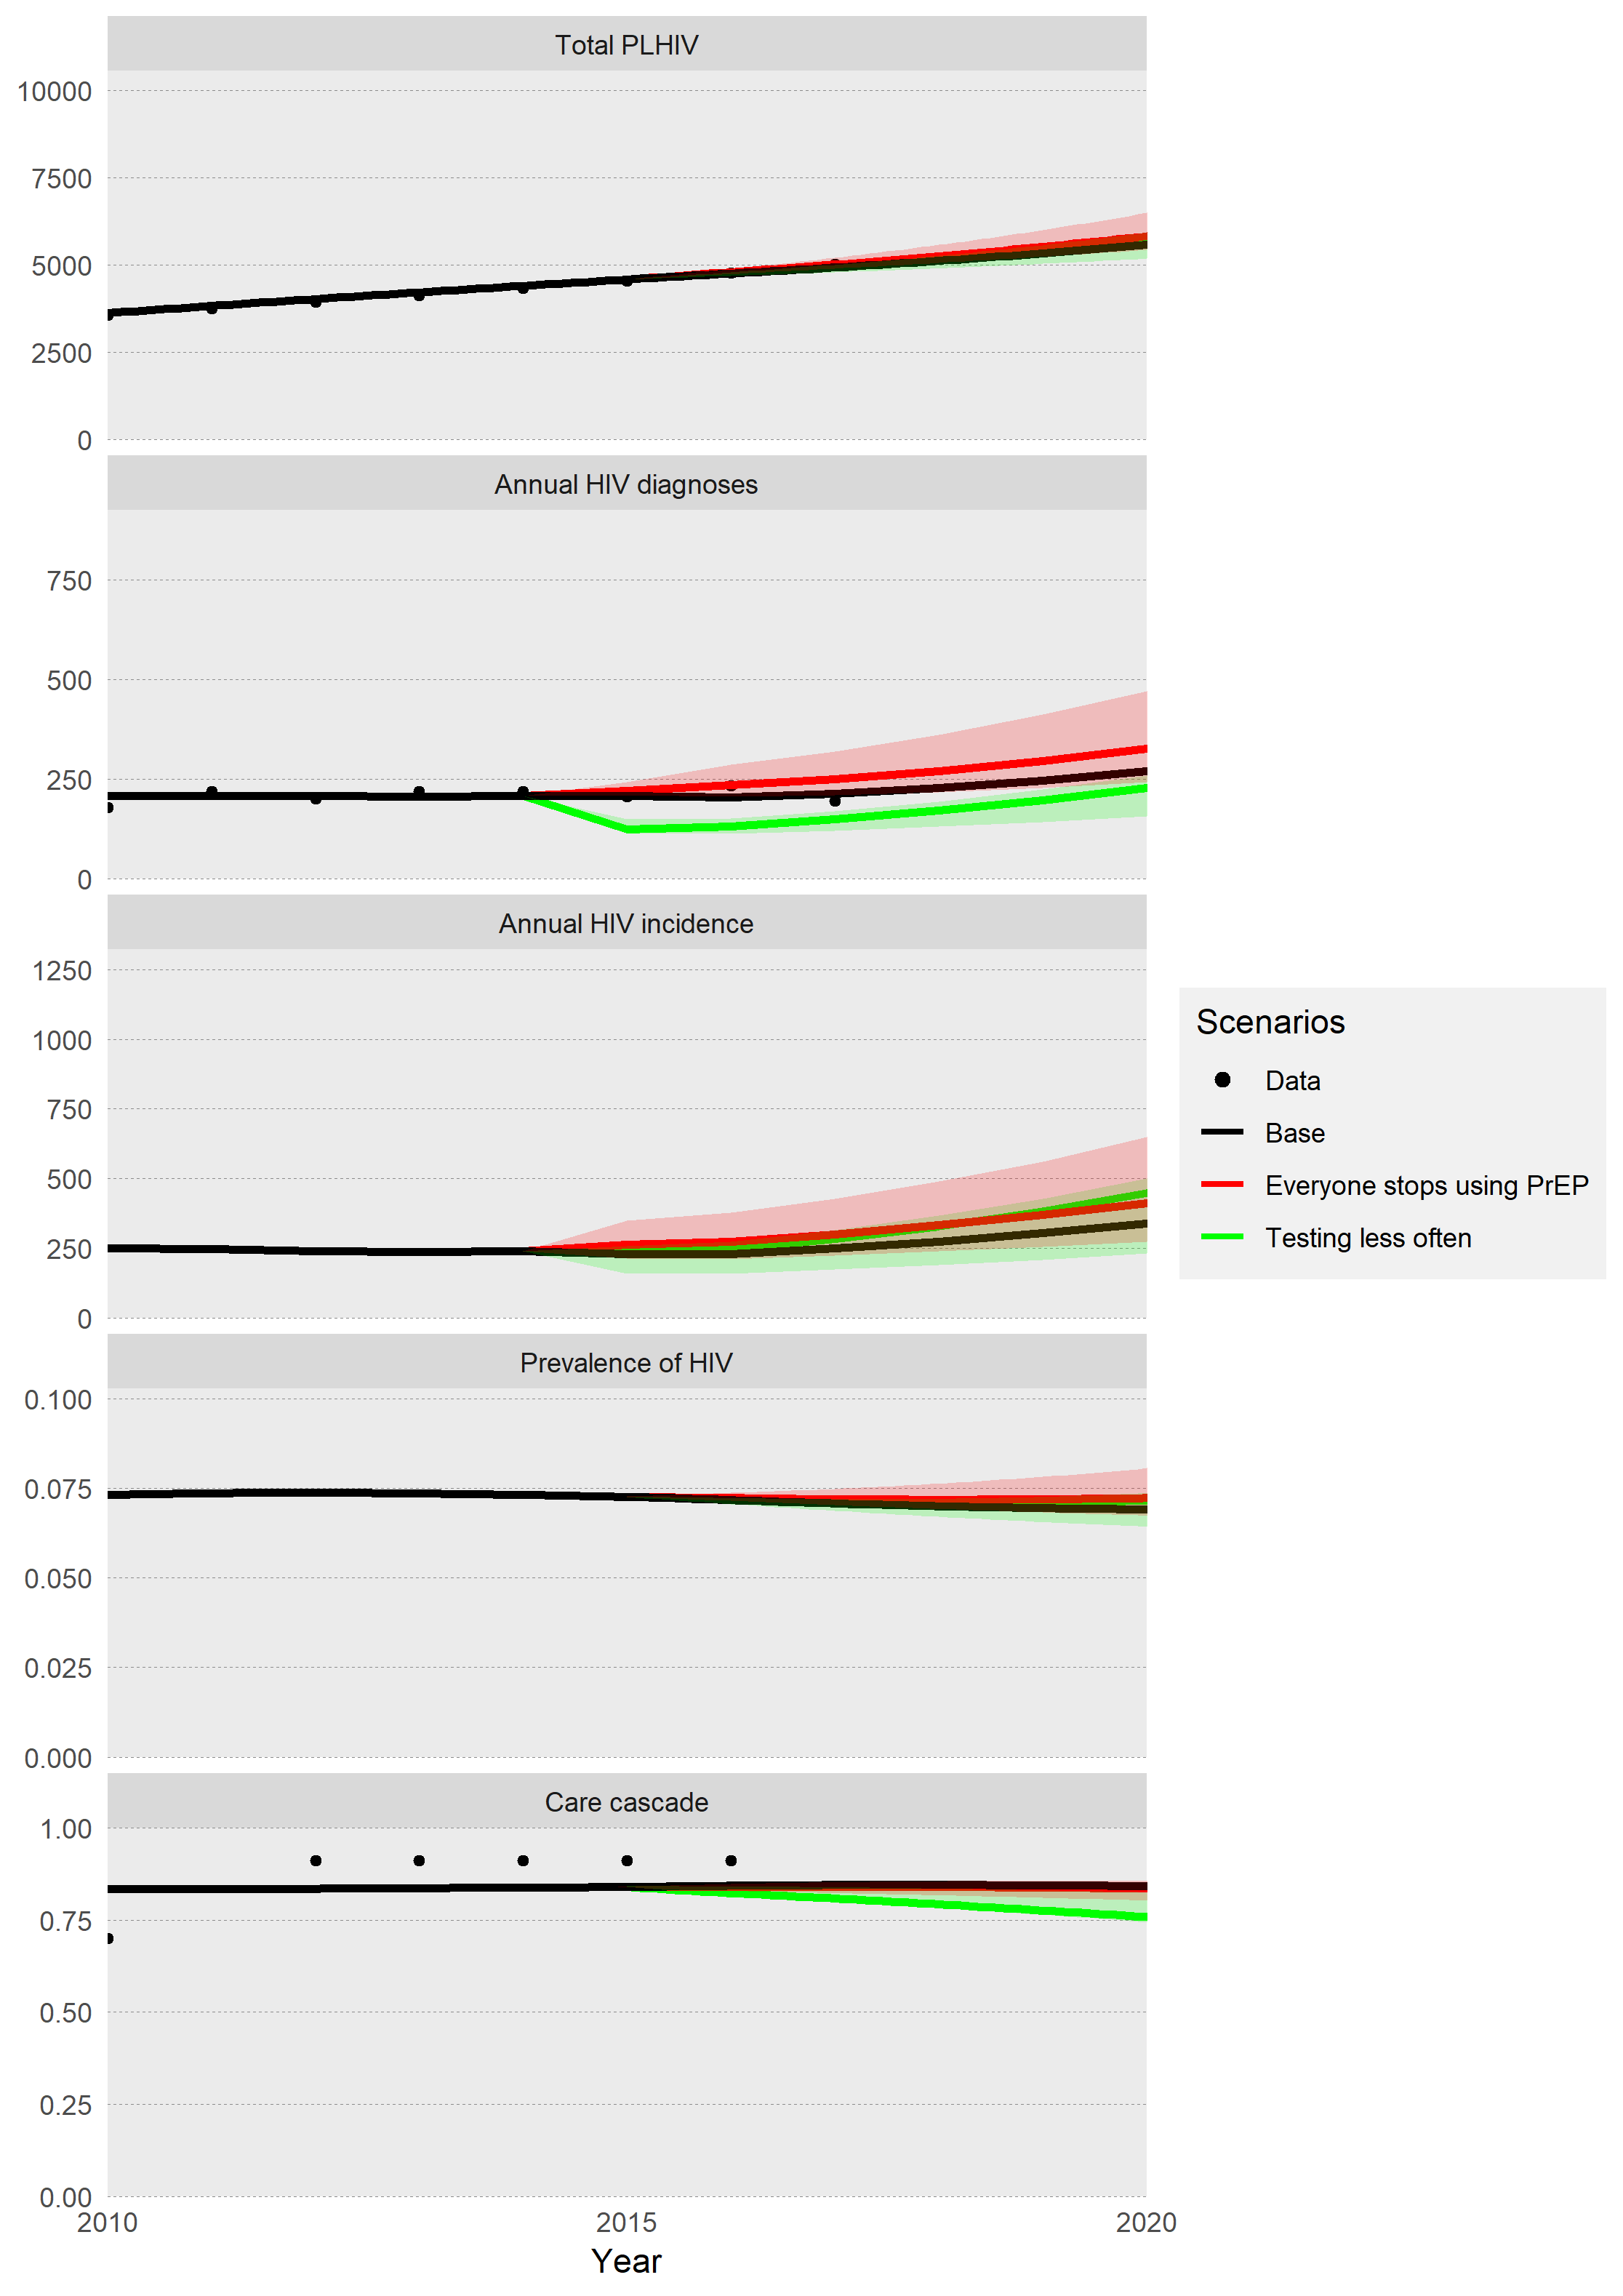 Total PLHIV
10000
7500
5000
2500
0
Annual HIV diagnoses
750
500
250
0
Annual HIV incidence
1250
1000
750
500
250
0
Prevalence of HIV
0.100
0.075
0.050
0.025
0.000
Care cascade
1.00
0.75
0.50
0.25
0.00
2010 2015 2020
Year
Scenarios
Data
Base
Everyone stops using PrEP
Testing less often